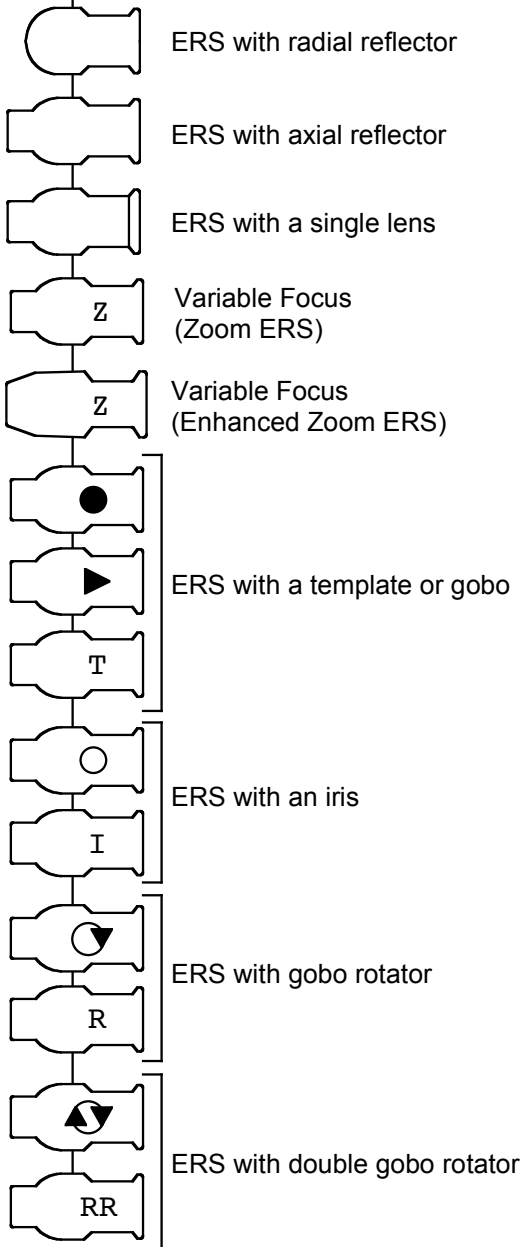 ERS with radial reflector
ERS with axial reflector
ERS with a single lens
Z
Variable Focus
(Zoom ERS)
Z
Variable Focus
(Enhanced Zoom ERS)
ERS with a template or gobo
T
ERS with an iris
I
ERS with gobo rotator
R
ERS with double gobo rotator
RR